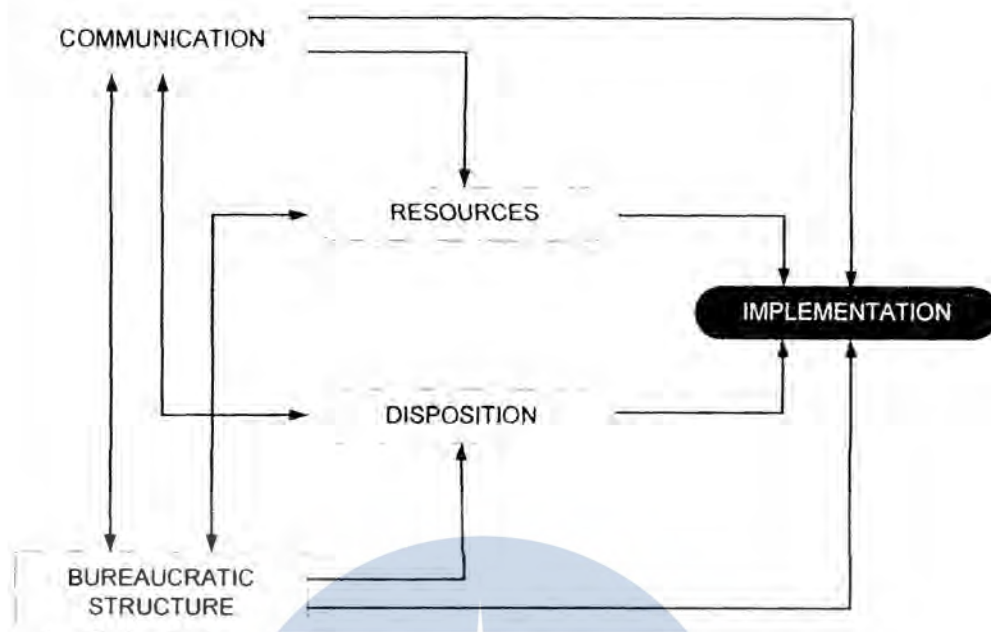 COMMUNICATION
RESOURCES
IMPLEMENTATION
DISPOSITION
BUREAUCRATIC
STRUCTURE